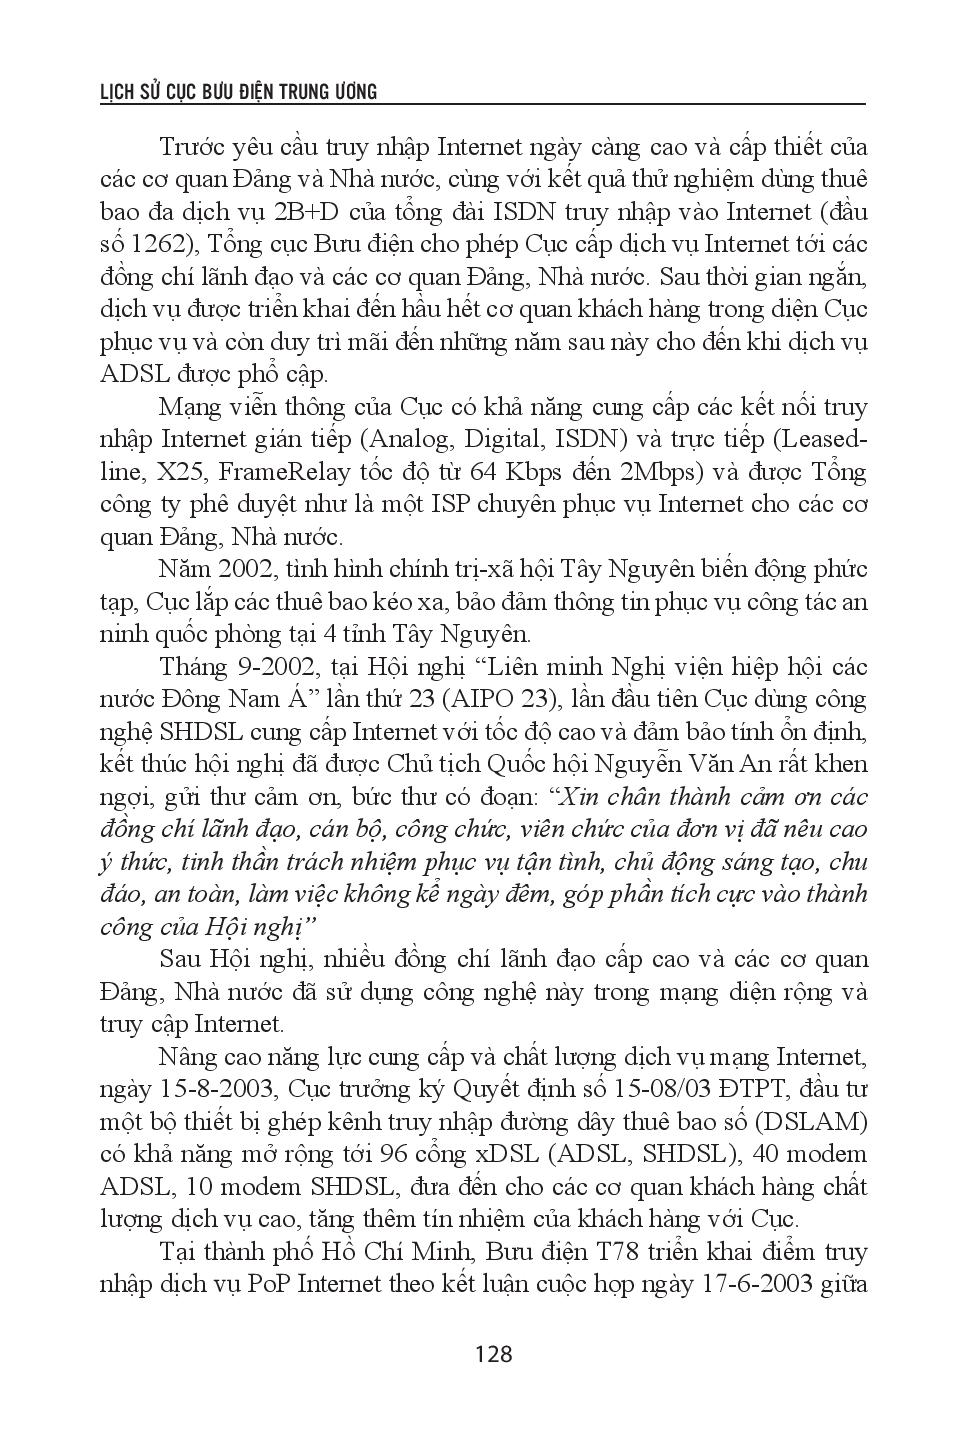 LỊCH SỬ CỤC BƯU ĐIỆN TRUNG ƯƠNG
Trước yêu cầu truy nhập Internet ngày càng cao và cấp thiết của
các cơ quan Đảng và Nhà nước, cùng với kết quả thử nghiệm dùng thuê
bao đa dịch vụ 2B+D của tổng đài ISDN truy nhập vào Internet (đầu
số 1262), Tổng cục Bưu điện cho phép Cục cấp dịch vụ Internet tới các
đồng chí lãnh đạo và các cơ quan Đảng, Nhà nước. Sau thời gian ngắn,
dịch vụ được triển khai đến hầu hết cơ quan khách hàng trong diện Cục
phục vụ và còn duy trì mãi đến những năm sau này cho đến khi dịch vụ
ADSL được phổ cập.
Mạng viễn thông của Cục có khả năng cung cấp các kết nối truy
nhập Internet gián tiếp (Analog, Digital, ISDN) và trực tiếp (Leased-
line, X25, FrameRelay tốc độ từ 64 Kbps đến 2Mbps) và được Tổng
công ty phê duyệt như là một ISP chuyên phục vụ Internet cho các cơ
quan Đảng, Nhà nước.
Năm 2002, tình hình chính trị-xã hội Tây Nguyên biến động phức
tạp, Cục lắp các thuê bao kéo xa, bảo đảm thông tin phục vụ công tác an
ninh quốc phòng tại 4 tỉnh Tây Nguyên.
Tháng 9-2002, tại Hội nghị “Liên minh Nghị viện hiệp hội các
nước Đông Nam Á” lần thứ 23 (AIPO 23), lần đầu tiên Cục dùng công
nghệ SHDSL cung cấp Internet với tốc độ cao và đảm bảo tính ổn định,
kết thúc hội nghị đã được Chủ tịch Quốc hội Nguyễn Văn An rất khen
ngợi, gửi thư cảm ơn, bức thư có đoạn: “Xin chân thành cảm ơn các
đồng chí lãnh đạo, cán bộ, công chức, viên chức của đơn vị đã nêu cao
ý thức, tinh thần trách nhiệm phục vụ tận tình, chủ động sáng tạo, chu
đáo, an toàn, làm việc không kể ngày đêm, góp phần tích cực vào thành
công của Hội nghị”
Sau Hội nghị, nhiều đồng chí lãnh đạo cấp cao và các cơ quan
Đảng, Nhà nước đã sử dụng công nghệ này trong mạng diện rộng và
truy cập Internet.
Nâng cao năng lực cung cấp và chất lượng dịch vụ mạng Internet,
ngày 15-8-2003, Cục trưởng ký Quyết định số 15-08/03 ĐTPT, đầu tư
một bộ thiết bị ghép kênh truy nhập đường dây thuê bao số (DSLAM)
có khả năng mở rộng tới 96 cổng xDSL (ADSL, SHDSL), 40 modem
ADSL, 10 modem SHDSL, đưa đến cho các cơ quan khách hàng chất
lượng dịch vụ cao, tăng thêm tín nhiệm của khách hàng với Cục.
Tại thành phố Hồ Chí Minh, Bưu điện T78 triển khai điểm truy
nhập dịch vụ PoP Internet theo kết luận cuộc họp ngày 17-6-2003 giữa
128